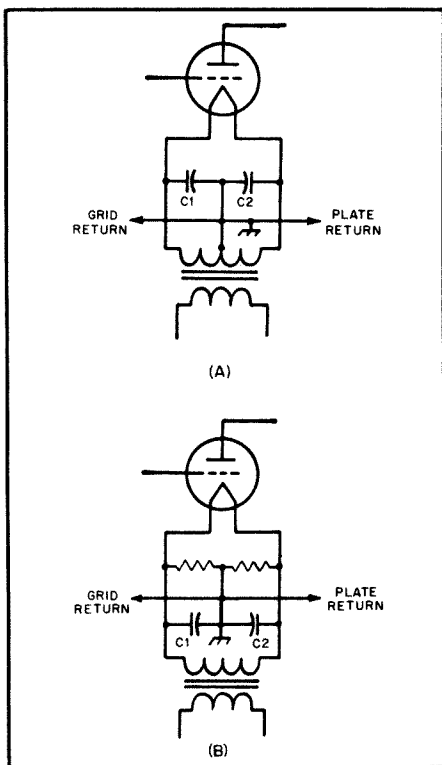 C1 C2
GRID RETURN
PLATE RETURN
(A)
GRID RETURN
PLATE RETURN
C1 C2
(B)